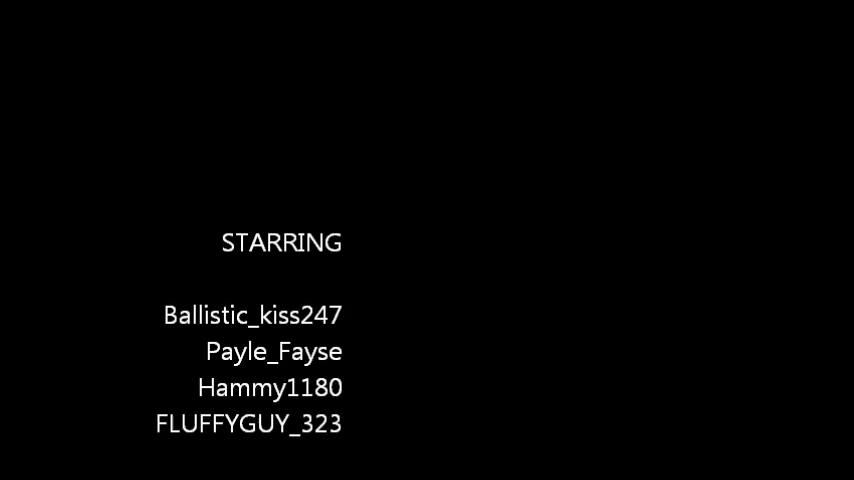 STARRING
Ballistic_kiss247
Payle_Fayse
Hammy1180
FLUFFYGUY_323